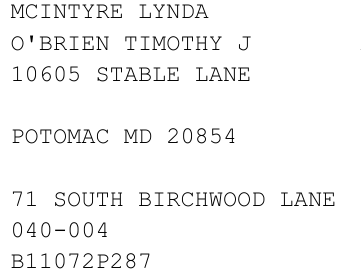 MCINTYRE LYNDA
O'BRIEN TIMOTHY J
10605 STABLE LANE
POTOMAC MD 20854
71 SOUTH BIRCHWOOD LANE
040-004
B11072P287